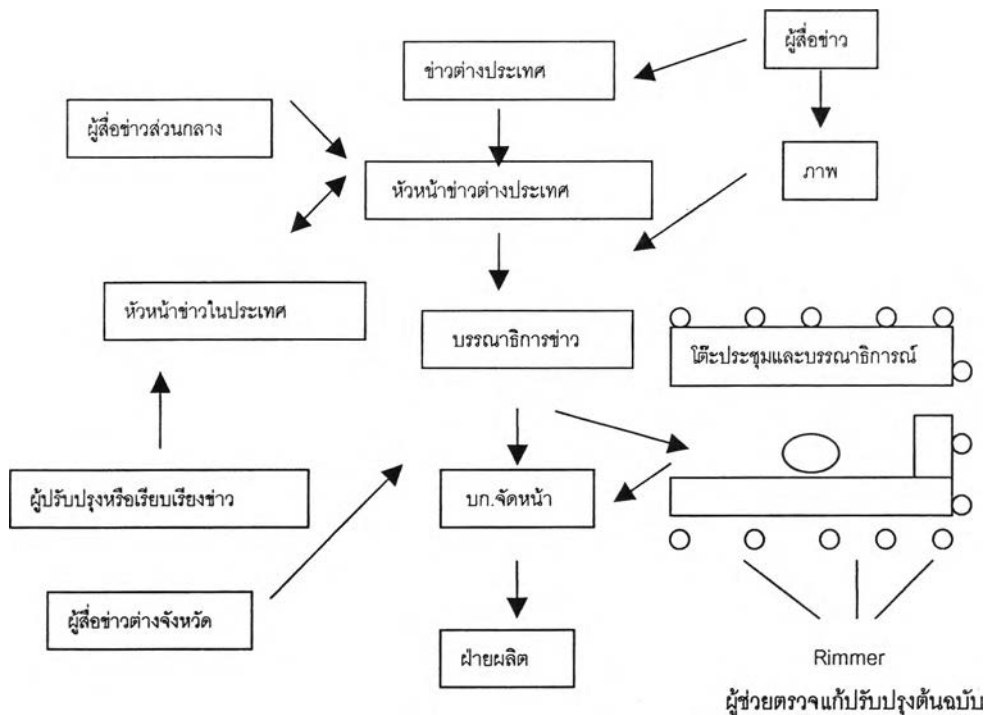 ผู้สื่อข่าว
ข่าวต่างประเทศ
ผู้สื่อข่าวส่วนกลาง
ภาพ
หัวหน้าข่าวต่างประเทศ
หัวหน้าข่าวในประเทศ
บรรณาธิการข่าว
โต๊ะประชุมและบรรณาธิการณ์
ผู้ปรับปรุงหรือเรียบเรียงข่าว
บก.จัดหน้า
ผู้สื่อข่าวต่างจังหวัด
ฝ่ายผลิต
Rimmer
ผู้ช่วยตรวจแก้ปรับปรุงต้นฉบับ